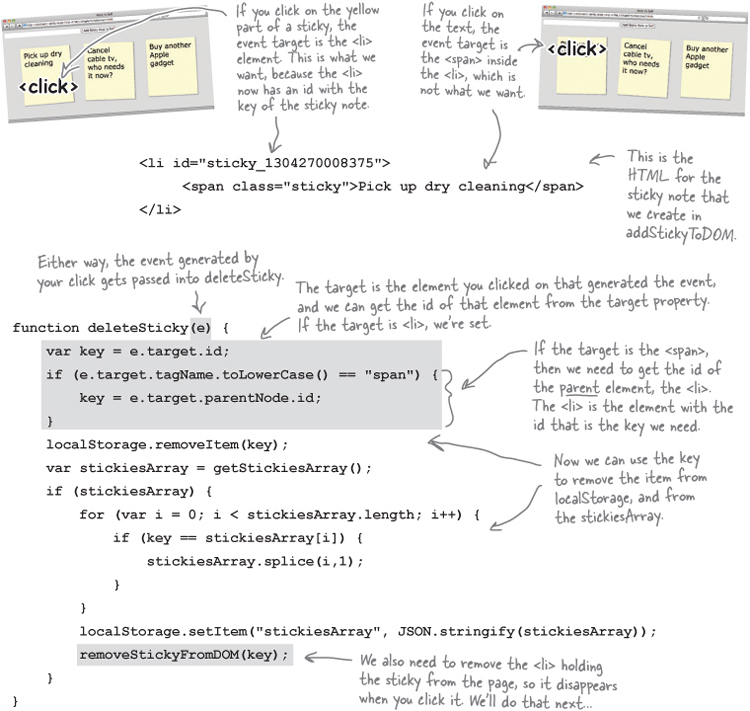 If you click on the yellow
part of a sticky, the
event target is the <li>
element. This is what we
want, because the <li>
now has an id with the
key of the sticky note.
If you click on
the text, the
event target is
the <span> inside
the <li>, which is
not what we want.
Pick up dry
cleaning
Cancel
cable tv,
who needs
it now?
Buy another
Apple
gadget
<click>
<click>
Cancel
cable tv,
who needs
it now?
Buy another
Apple
gadget
<li id="sticky_1304270008375">
<span class="sticky">Pick up dry cleaning</span>
</li>
This is the
HTML for the
sticky note that
we create in
addStickyToDOM.
Either way, the event generated by
your click gets passed into deleteSticky.
The target is the element you clicked on that generated the event,
and we can get the id of that element from the target property.
If the target is <li>, we're set.
function deleteSticky(e) {
var key = e.target.id;
if (e.target.tagName.toLowerCase() == "span") {
key = e.target.parentNode.id;
}
If the target is the <span>,
then we need to get the id of
the parent element, the <li>.
The <li> is the element with the
id that is the key we need.
localStorage.removeItem(key);
var stickiesArray = getStickiesArray();
if (stickiesArray) {
for (var i = 0; i < stickiesArray.length; i++) {
if (key == stickiesArray[i]) {
stickiesArray.splice(i,1);
}
}
Now we can use the key
to remove the item from
localStorage, and from
the stickiesArray.
localStorage.setItem("stickiesArray", JSON.stringify(stickiesArray));
removeStickyFromDOM(key);
}
}
We also need to remove the <li> holding
the sticky from the page, so it disappears
when you click it. We'll do that next...